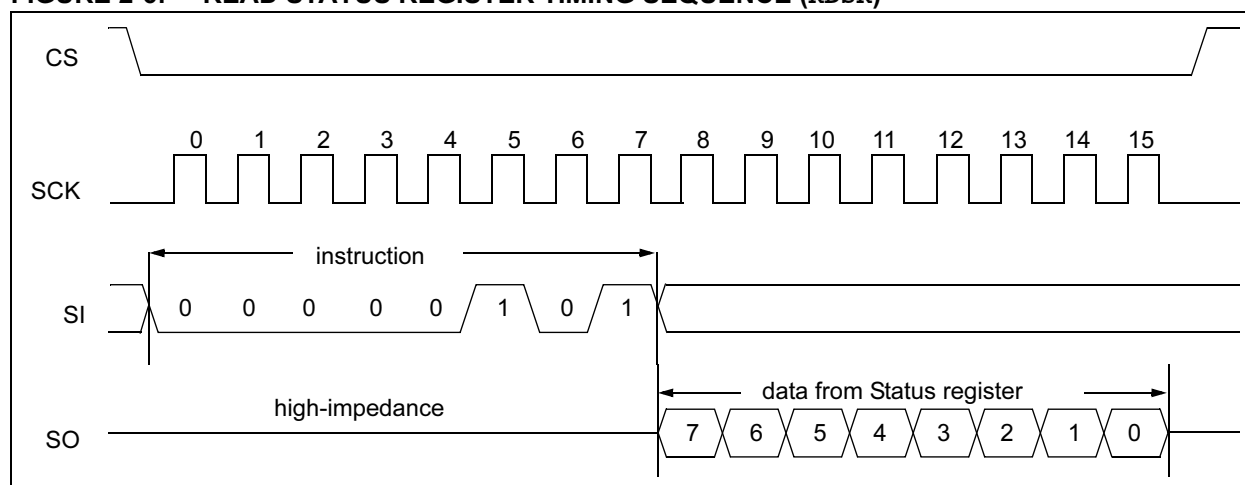 FIGURE 2-6: READ STATUS REGISTER TIMING SEQUENCE (RDSR)
CS
0 1 2 3 4 5 6 7 8 9 10 11 12 13 14 15
SCK
instruction
SI 0 0 0 0 0 1 0 1
data from Status register
high-impedance
SO 7 6 5 4 3 2 1 0